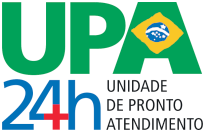 UPA
24h
UNIDADE
DE PRONTO
ATENDIMENTO